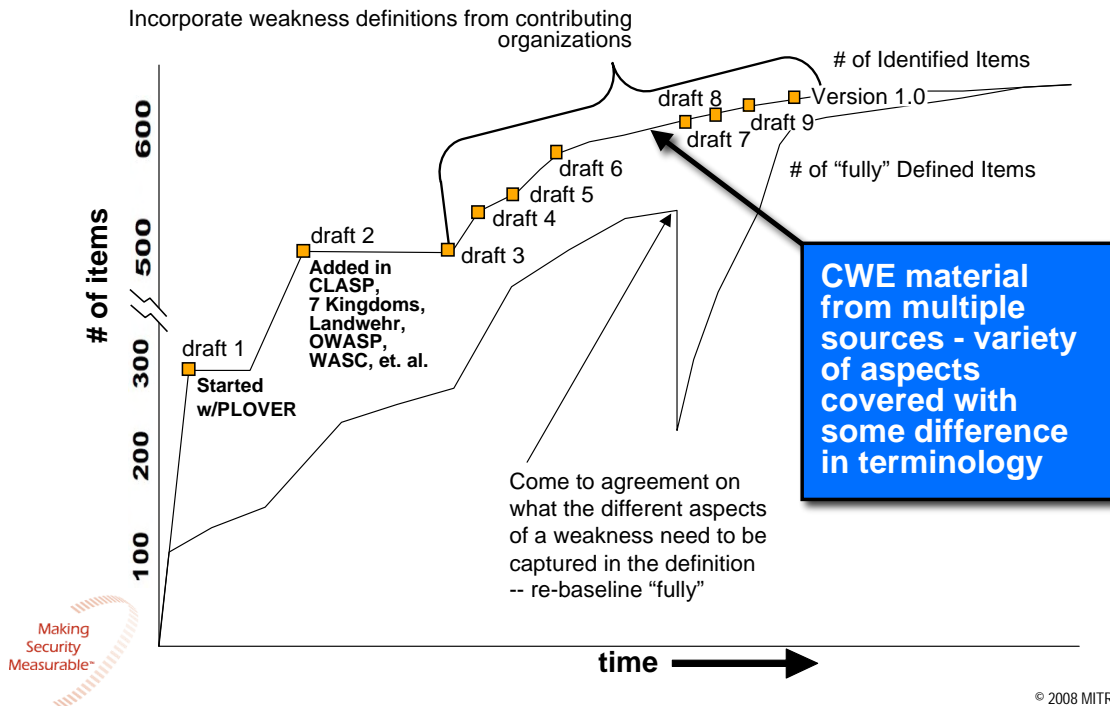 Incorporate weakness definitions from contributing
organizations
# of Identified Items
draft 8
Version 1.0
draft 9
draft 7
draft 6
# of “fully” Defined Items
draft 5
draft 4
draft 3
draft 2
Added in
CLASP,
7 Kingdoms,
Landwehr,
OWASP,
WASC, et. al.
draft 1
Started
w/PLOVER
# of items
600
500
300
200
100
CWE material
from multiple
sources - variety
of aspects
covered with
some difference
in terminology
Come to agreement on
what the different aspects
of a weakness need to be
captured in the definition
-- re-baseline “fully”
Making
Security
Measurable™
time
© 2008 MITR